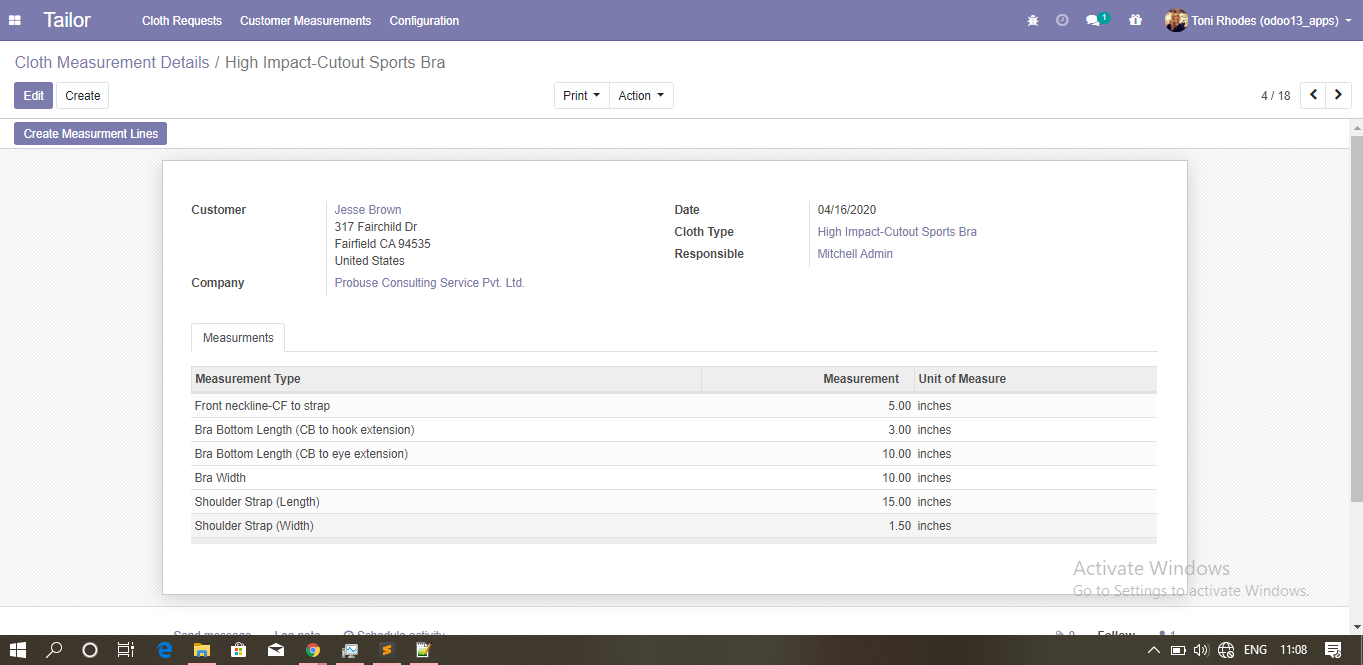 Tailor Cloth Requests Customer Measurements Configuration 1 Toni Rhodes (odoo13_apps)
Cloth Measurement Details / High Impact-Cutout Sports Bra
Edit Create Print Action 4 / 18
Create Measurment Lines
Customer Jesse Brown Date 04/16/2020
317 Fairchild Dr
Cloth Type High Impact-Cutout Sports Bra
Fairfield CA 94535
Responsible Mitchell Admin
United States
Company Probuse Consulting Service Pvt. Ltd.
Measurments
Measurement Type Measurement Unit of Measure
Front neckline-CF to strap 5.00 inches
Bra Bottom Length (CB to hook extension) 3.00 inches
Bra Bottom Length (CB to eye extension) 10.00 inches
Bra Width 10.00 inches
Shoulder Strap (Length) 15.00 inches
Shoulder Strap (Width) 1.50 inches
Activate Windows
Go to Settings to activate Windows.
Send message Log note Schedule activity 0 Follow 1
ENG 11:08